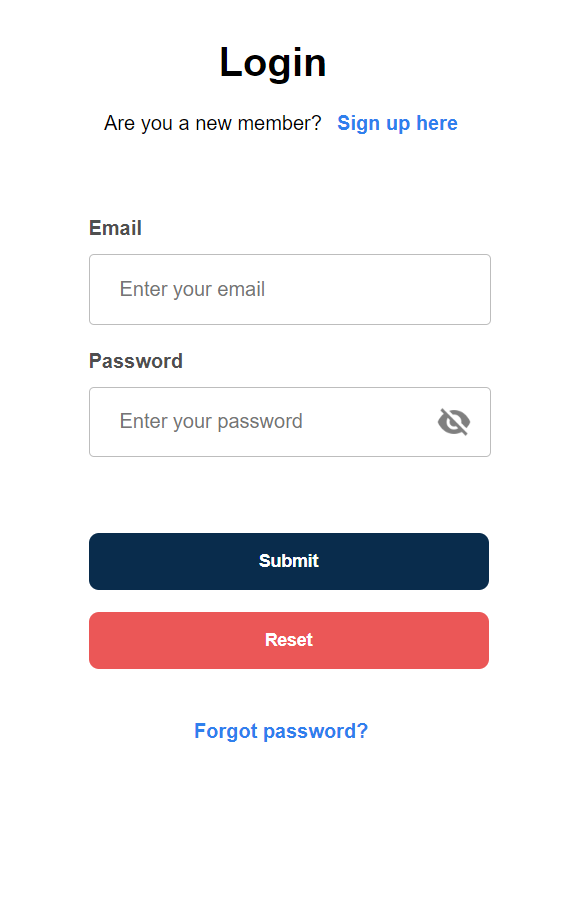 Login
Are you a new member? Sign up here
Email
Enter your email
Password
Enter your password
Submit
Reset
Forgot password?